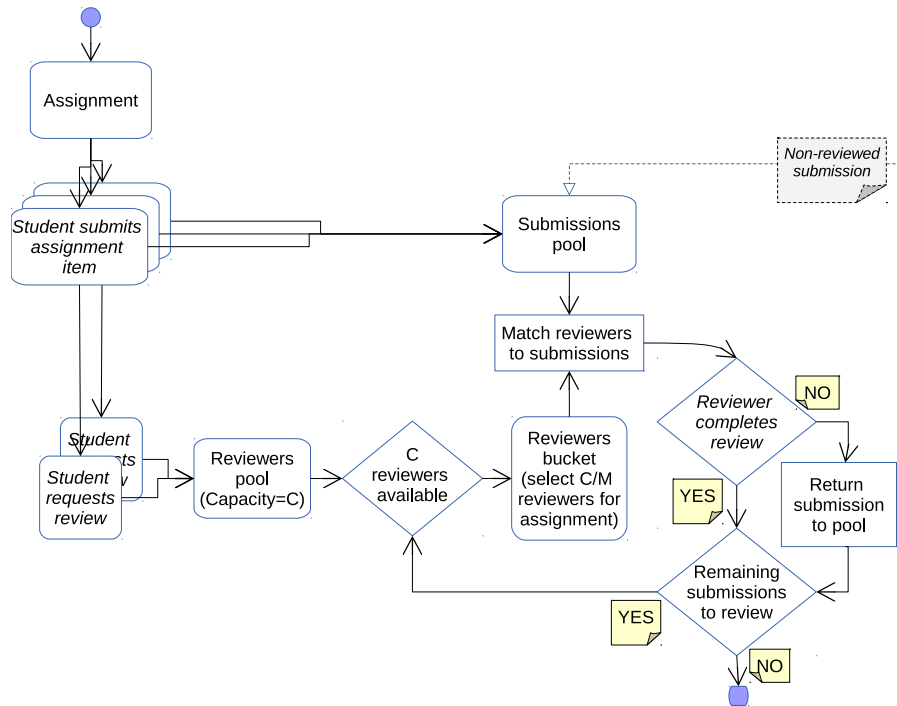 Assignment
Non-reviewed
submission
Student submits
assignment
item
Submissions
pool
Match reviewers
to submissions
NO
Reviewer
completes
review
Student
Student
requests
review
Reviewers
pool
(Capacity=C)
C
reviewers
available
Reviewers
bucket
(select C/M
reviewers for
assignment)
YES
Return
submission
to pool
Remaining
submissions
to review
YES
NO